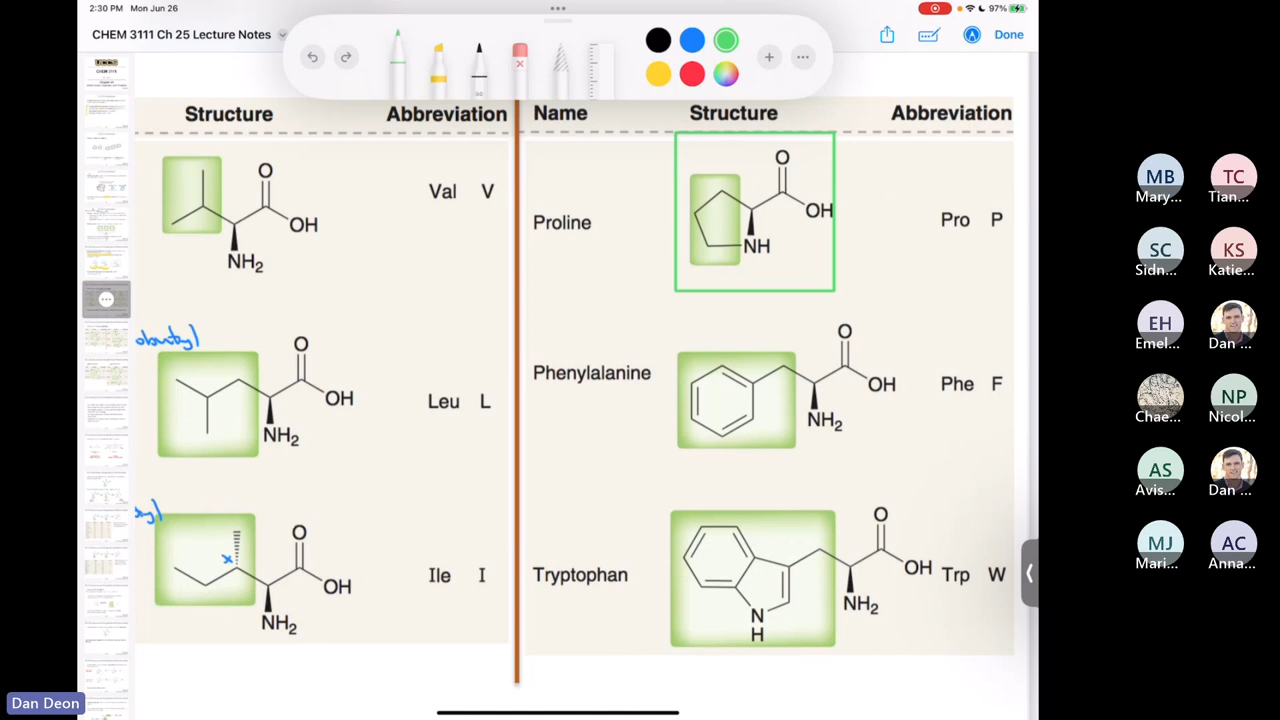 2:30 PM Mon Jun 26
97%
CHEM 3111 Ch 25 Lecture Notes
Done
Structure Abbreviation Name Structure Abbreviation
O
OH
NH₂
Val V
Proline
O
OH
NH
Pro P
O
OH
NH₂
Leu L
Phenylalanine
O
OH
NH₂
Phe F
O
OH
NH₂
x
Ile I
Tryptophan
O
OH
NH₂
N
H
Trp W
MB
Mary...
TC
Tian...
SC
Sidn...
KS
Katie...
EH
Emel...
Dan ...
Chae...
NP
Nicol...
AS
Avis...
Dan ...
MJ
Mari...
AC
Anna...
Dan Deon